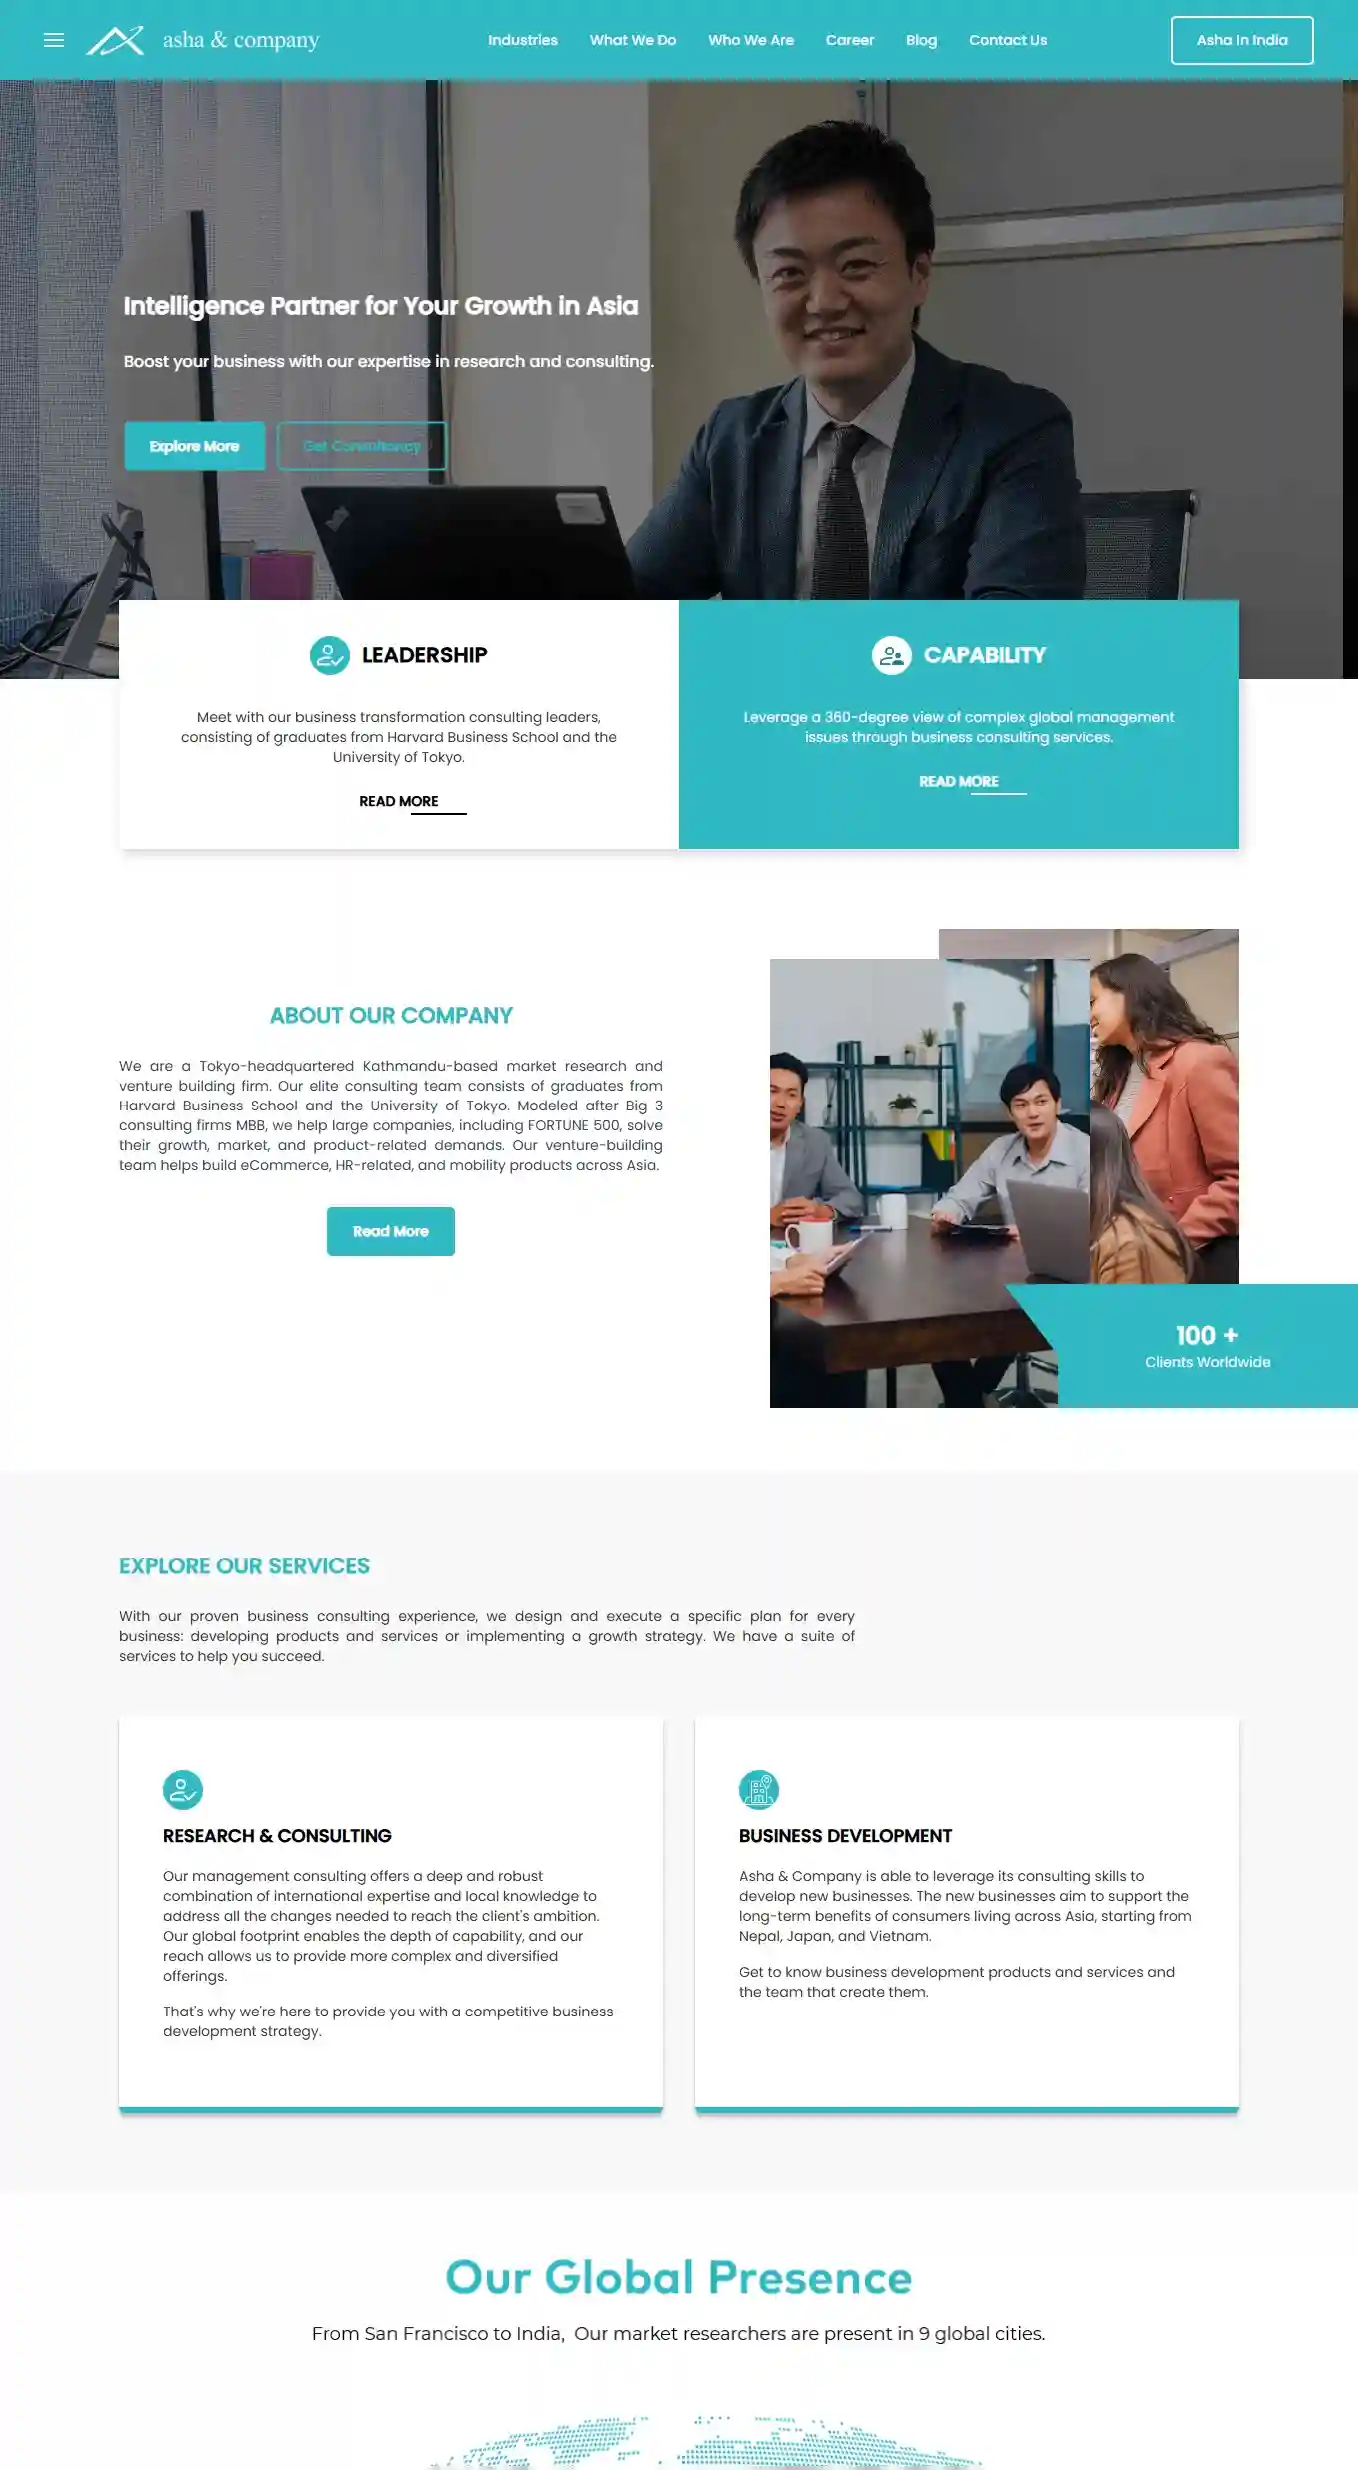 asha & company
Industries
What We Do
Who We Are
Career
Blog
Contact Us
Asha In India
Intelligence Partner for Your Growth in Asia
Boost your business with our expertise in research and consulting.
Explore More
Get Consultancy
LEADERSHIP
Meet with our business transformation consulting leaders,
consisting of graduates from Harvard Business School and the
University of Tokyo.
READ MORE
CAPABILITY
Leverage a 360-degree view of complex global management
issues through business consulting services.
READ MORE
ABOUT OUR COMPANY
We are a Tokyo-headquartered Kathmandu-based market research and
venture building firm. Our elite consulting team consists of graduates from
Harvard Business School and the University of Tokyo. Modeled after Big 3
consulting firms MBB, we help large companies, including FORTUNE 500, solve
their growth, market, and product-related demands. Our venture-building
team helps build eCommerce, HR-related, and mobility products across Asia.
Read More
100 +
Clients Worldwide
EXPLORE OUR SERVICES
With our proven business consulting experience, we design and execute a specific plan for every
business: developing products and services or implementing a growth strategy. We have a suite of
services to help you succeed.
RESEARCH & CONSULTING
Our management consulting offers a deep and robust
combination of international expertise and local knowledge to
address all the changes needed to reach the client's ambition.
Our global footprint enables the depth of capability, and our
reach allows us to provide more complex and diversified
offerings.
That's why we're here to provide you with a competitive business
development strategy.
BUSINESS DEVELOPMENT
Asha & Company is able to leverage its consulting skills to
develop new businesses. The new businesses aim to support the
long-term benefits of consumers living across Asia, starting from
Nepal, Japan, and Vietnam.
Get to know business development products and services and
the team that create them.
Our Global Presence
From San Francisco to India, Our market researchers are present in 9 global cities.